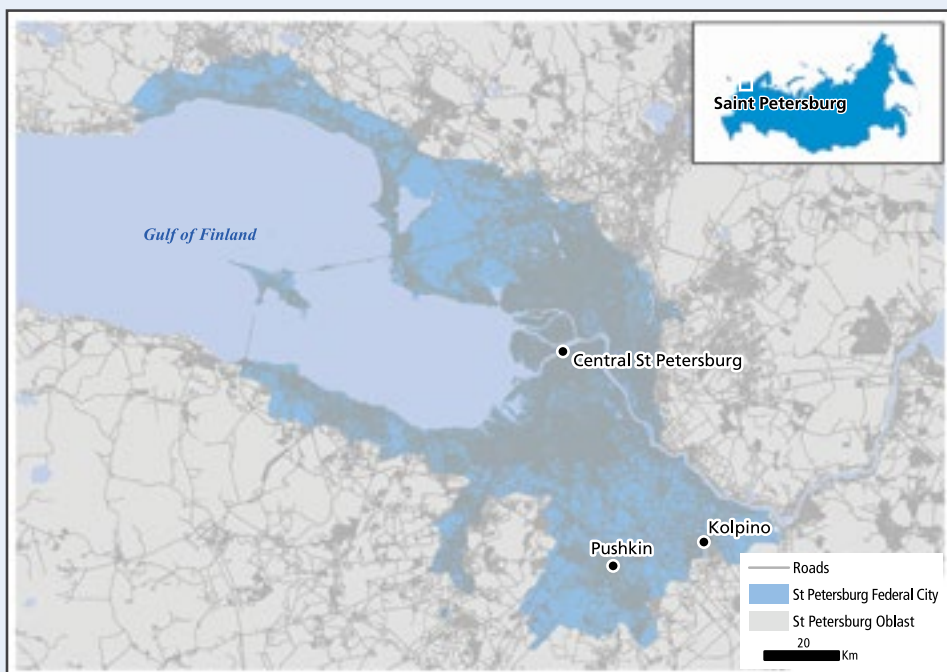 Saint Petersburg
Gulf of Finland
Central St Petersburg
Kolpino
Pushkin
Roads
St Petersburg Federal City
St Petersburg Oblast
20
Km